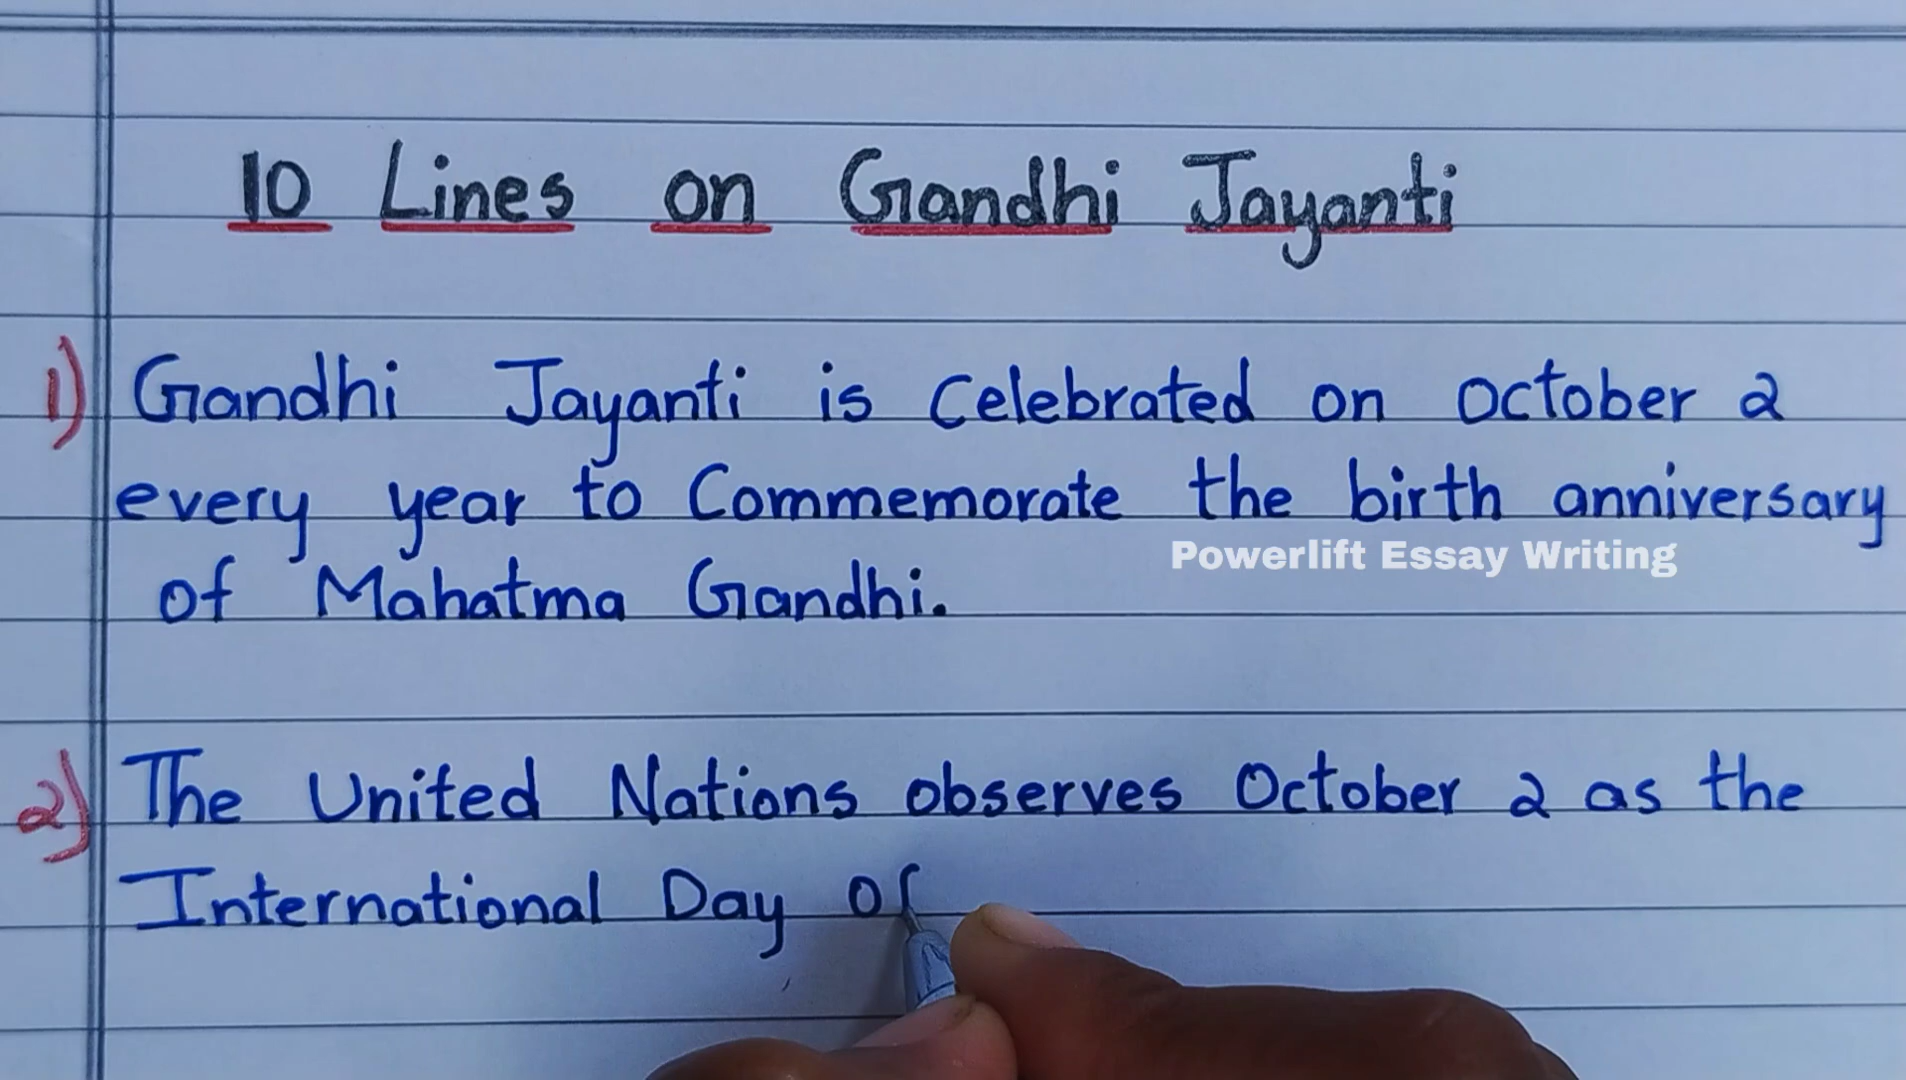 10 Lines on Gandhi Jayanti
1) Gandhi Jayanti is Celebrated on October 2
every year to Commemorate the birth anniversary
Powerlift Essay Writing
of Mahatma Gandhi.
2) The United Nations observes October 2 as the
International Day of